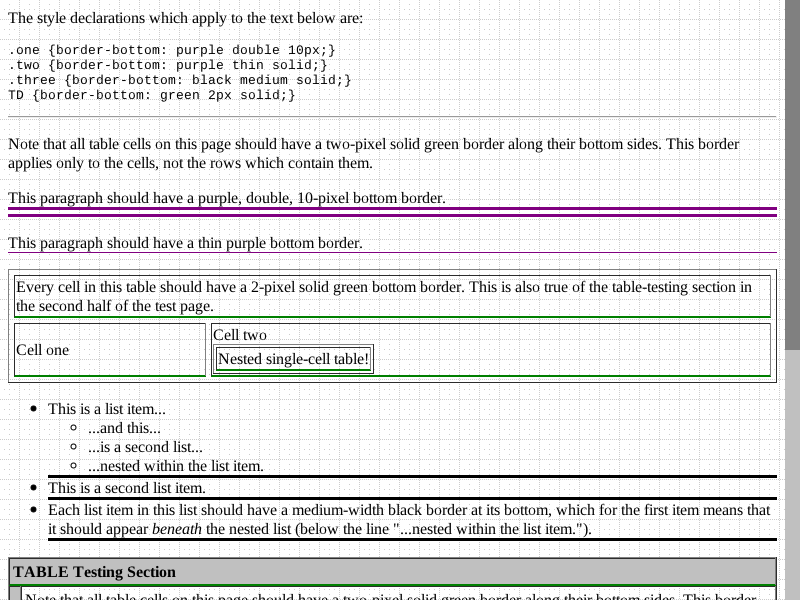 The style declarations which apply to the text below are:
.one {border-bottom: purple double 10px;}
.two {border-bottom: purple thin solid;}
.three {border-bottom: black medium solid;}
TD {border-bottom: green 2px solid;}
Note that all table cells on this page should have a two-pixel solid green border along their bottom sides. This border
applies only to the cells, not the rows which contain them.
This paragraph should have a purple, double, 10-pixel bottom border.
This paragraph should have a thin purple bottom border.
Every cell in this table should have a 2-pixel solid green bottom border. This is also true of the table-testing section in
the second half of the test page.
Cell one
Cell two
Nested single-cell table!
This is a list item...
...and this...
...is a second list...
...nested within the list item.
This is a second list item.
Each list item in this list should have a medium-width black border at its bottom, which for the first item means that
it should appear beneath the nested list (below the line "...nested within the list item.").
TABLE Testing Section
Note that all table cells on this page should have a two-pixel solid green border along their bottom sides. This border